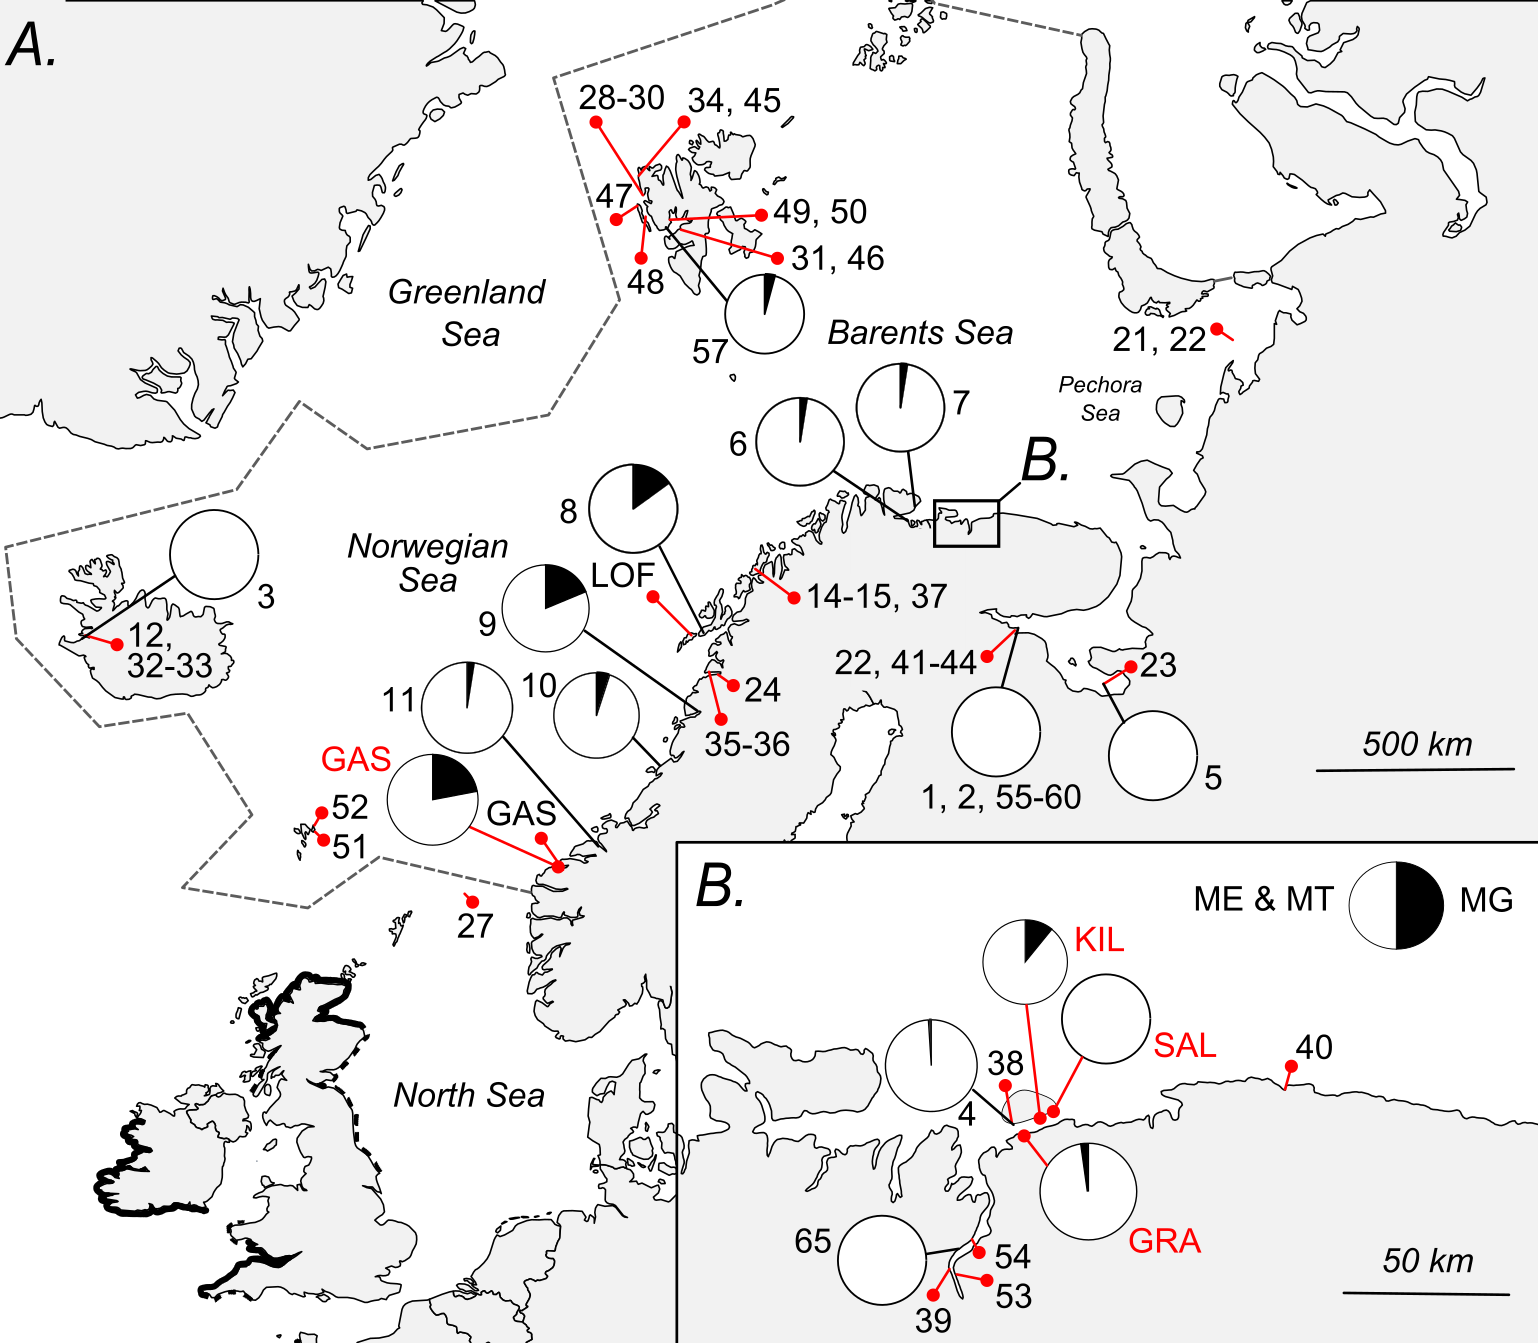 A.
28-30
34, 45
47
49, 50
31, 46
48
Greenland
Sea
57
Barents Sea
21, 22
Pechora
Sea
7
6
B.
8
Norwegian
Sea
LOF
3
14-15, 37
9
12,
32-33
22, 41-44
23
11
10
24
35-36
500 km
GAS
5
1, 2, 55-60
52
GAS
51
B.
ME & MT
MG
27
KIL
SAL
40
38
North Sea
4
65
GRA
54
50 km
53
39